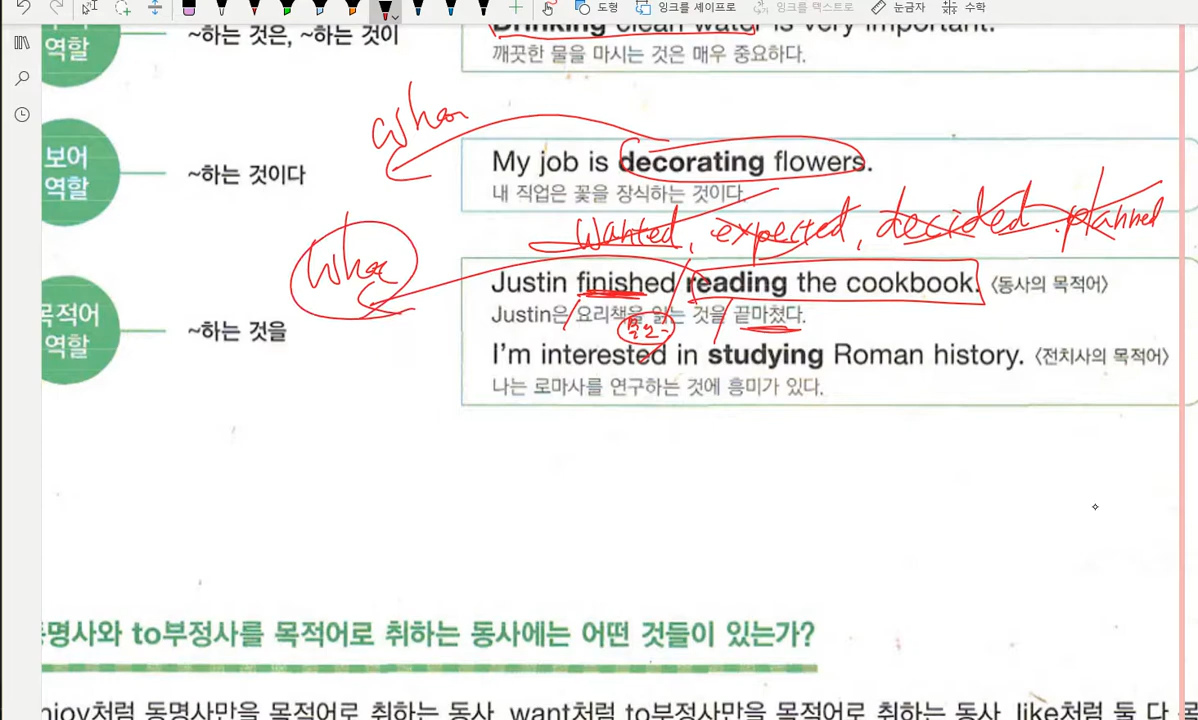 도형 잉크를 셰이프로 잉크를 텍스트로 눈금자 수학
역할 ~하는 것은, ~하는 것이 Drinking clean water is very important.
깨끗한 물을 마시는 것은 매우 중요하다.
what
보어 역할 ~하는 것이다 My job is decorating flowers.
내 직업은 꽃을 장식하는 것이다.
wanted, expected, decided, planned
what
목적어 역할 ~하는 것을 Justin finished reading the cookbook. 〈동사의 목적어〉
Justin은 요리책을 읽는 것을 끝마쳤다.
I'm interested in studying Roman history. 〈전치사의 목적어〉
나는 로마사를 연구하는 것에 흥미가 있다.
동명사와 to부정사를 목적어로 취하는 동사에는 어떤 것들이 있는가?
enjoy처럼 동명사만을 목적어로 취하는 동사, want처럼 to부정사만을 목적어로 취하는 동사, like처럼 둘 다